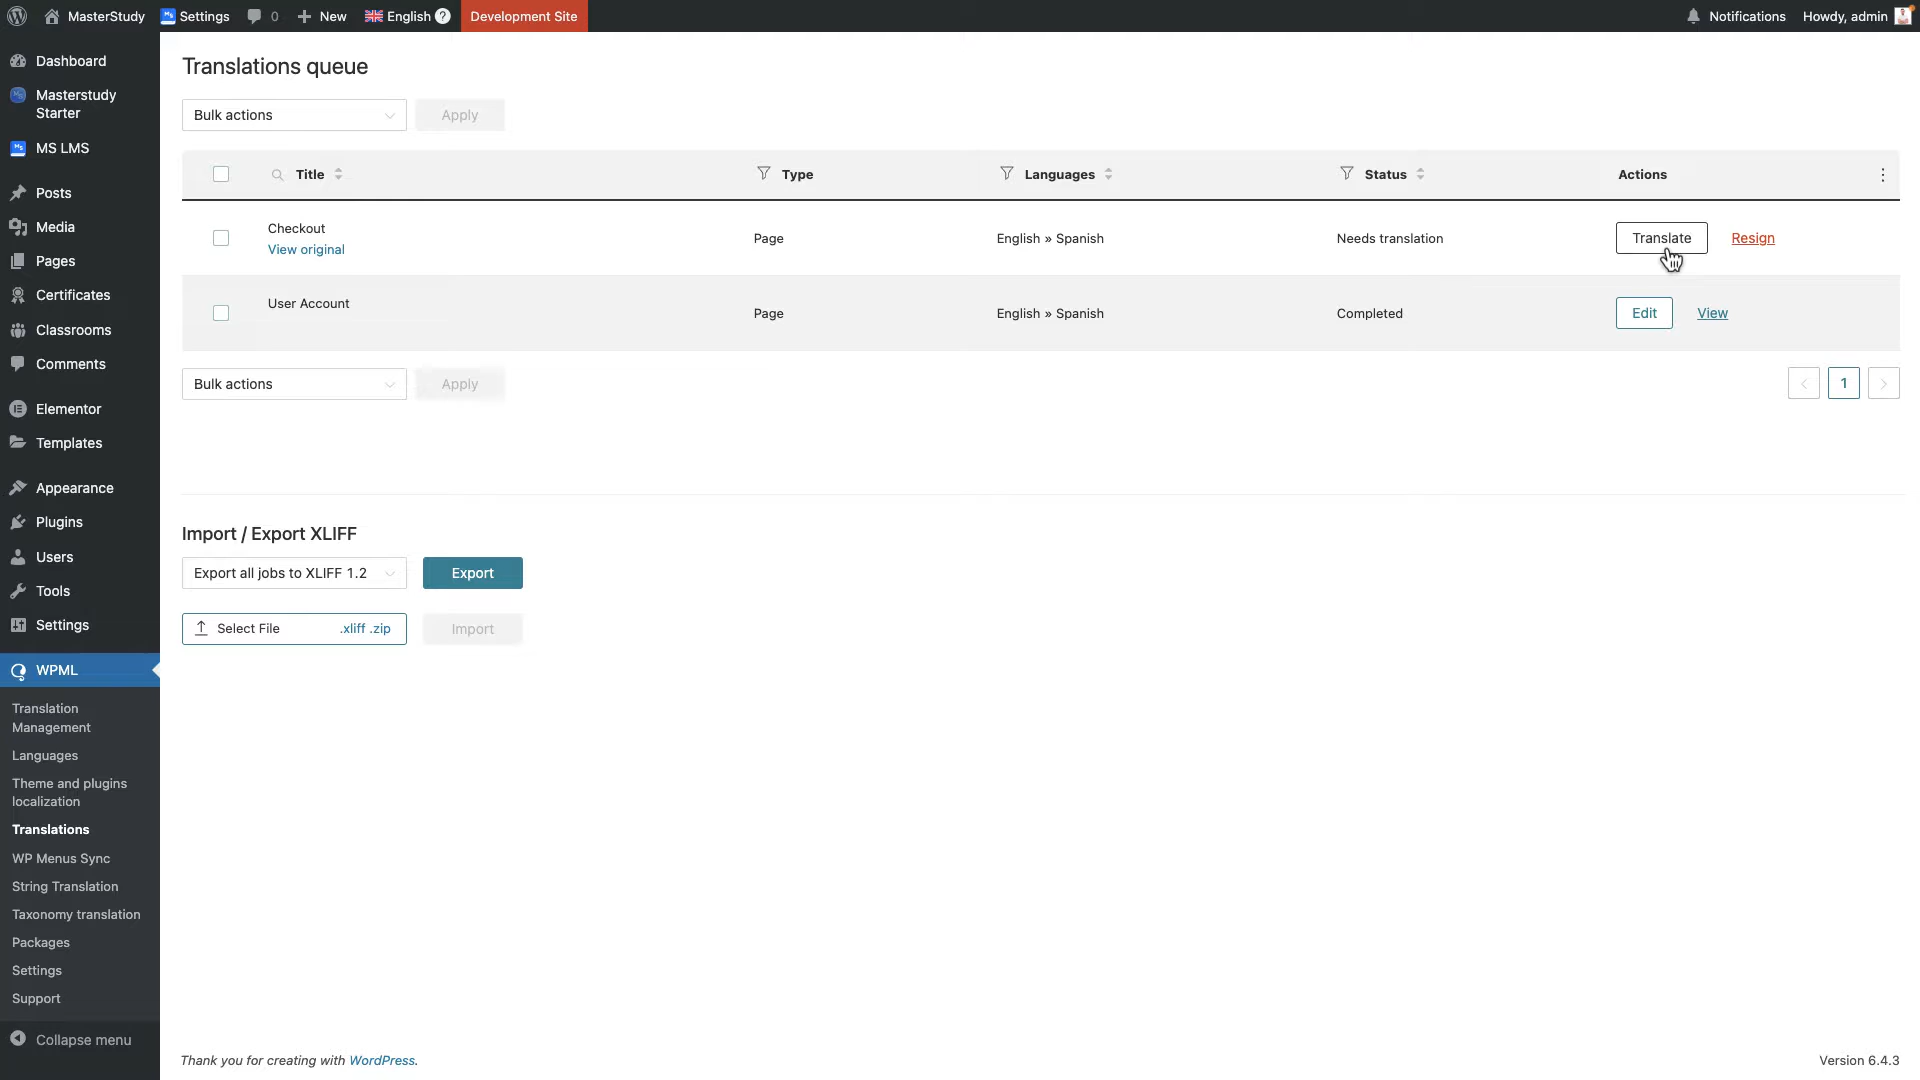 MasterStudy
Settings
0
New
English
?
Development Site
Notifications
Howdy, admin
Dashboard
Masterstudy
Starter
MS LMS
Posts
Media
Pages
Certificates
Classrooms
Comments
Elementor
Templates
Appearance
Plugins
Users
Tools
Settings
WPML
Translation
Management
Languages
Theme and plugins
localization
Translations
WP Menus Sync
String Translation
Taxonomy translation
Packages
Settings
Support
Collapse menu
Translations queue
Bulk actions
Apply
Title
Type
Languages
Status
Actions
Checkout
View original
Page
English » Spanish
Needs translation
Translate
Resign
User Account
Page
English » Spanish
Completed
Edit
View
Bulk actions
Apply
1
Import / Export XLIFF
Export all jobs to XLIFF 1.2
Export
Select File
.xliff .zip
Import
Thank you for creating with WordPress.
Version 6.4.3